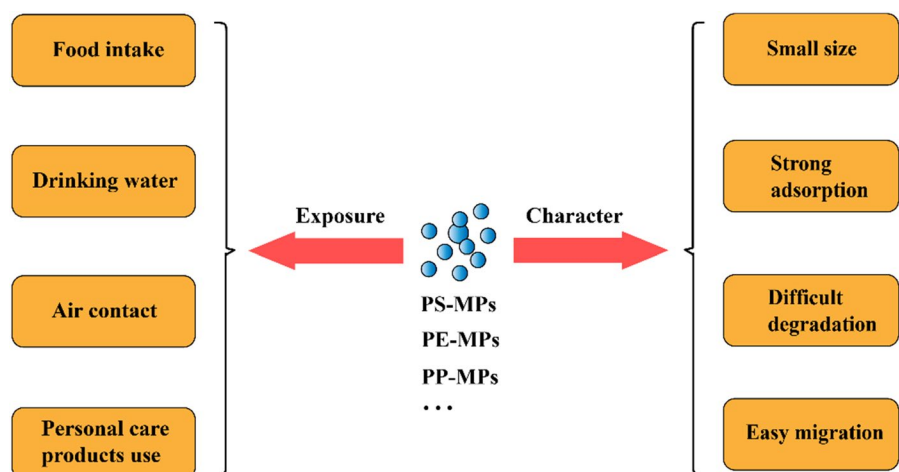 Food intake
Drinking water
Air contact
Personal care
products use
Exposure
Character
PS-MPs
PE-MPs
PP-MPs
...
Small size
Strong
adsorption
Difficult
degradation
Easy migration